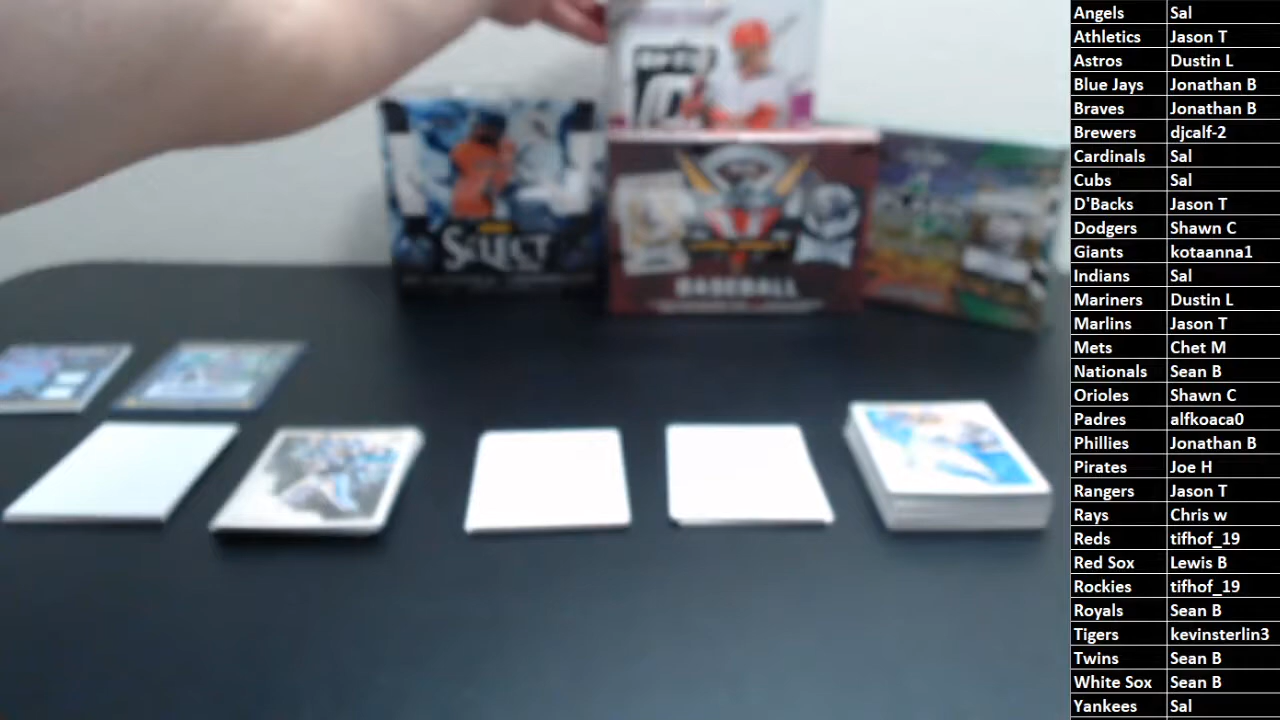 SELECT
BASEBALL
Angels Sal
Athletics Jason T
Astros Dustin L
Blue Jays Jonathan B
Braves Jonathan B
Brewers djcalf-2
Cardinals Sal
Cubs Sal
D'Backs Jason T
Dodgers Shawn C
Giants kotaanna1
Indians Sal
Mariners Dustin L
Marlins Jason T
Mets Chet M
Nationals Sean B
Orioles Shawn C
Padres alfkoaca0
Phillies Jonathan B
Pirates Joe H
Rangers Jason T
Rays Chris w
Reds tifhof_19
Red Sox Lewis B
Rockies tifhof_19
Royals Sean B
Tigers kevinsterlin3
Twins Sean B
White Sox Sean B
Yankees Sal